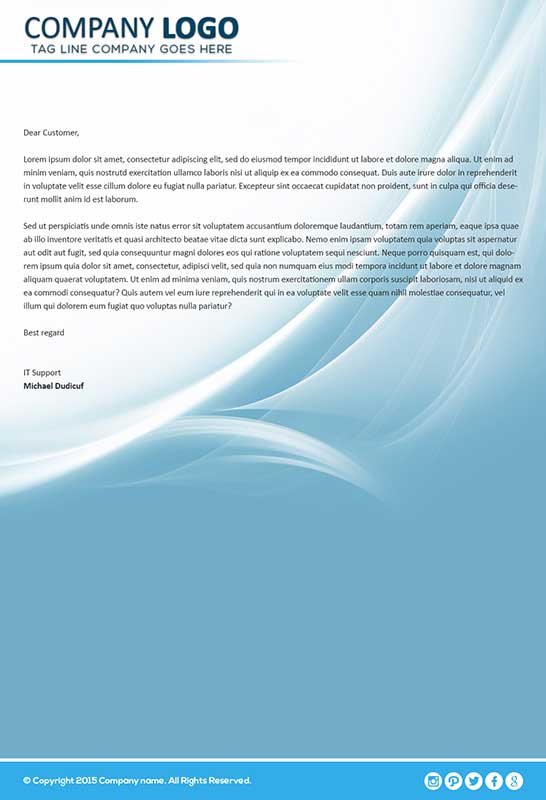 COMPANY LOGO
TAG LINE COMPANY GOES HERE
Dear Customer,
Lorem ipsum dolor sit amet, consectetur adipiscing elit, sed do eiusmod tempor incididunt ut labore et dolore magna aliqua. Ut enim ad
minim veniam, quis nostrutd exercitation ullamco laboris nisi ut aliquip ex ea commodo consequat. Duis aute irure dolor in reprehenderit
in voluptate velit esse cillum dolore eu fugiat nulla pariatur. Excepteur sint occaecat cupidatat non proident, sunt in culpa qui officia dese-
runt mollit anim id est laborum.
Sed ut perspiciatis unde omnis iste natus error sit voluptatem accusantium doloremque laudantium, totam rem aperiam, eaque ipsa quae
ab illo inventore veritatis et quasi architecto beatae vitae dicta sunt explicabo. Nemo enim ipsam voluptatem quia voluptas sit aspernatur
aut odit aut fugit, sed quia consequuntur magni dolores eos qui ratione voluptatem sequi nesciunt. Neque porro quisquam est, qui dolo-
rem ipsum quia dolor sit amet, consectetur, adipisci velit, sed quia non numquam eius modi tempora incidunt ut labore et dolore magnam
aliquam quaerat voluptatem. Ut enim ad minima veniam, quis nostrum exercitationem ullam corporis suscipit laboriosam, nisi ut aliquid ex
ea commodi consequatur? Quis autem vel eum iure reprehenderit qui in ea voluptate velit esse quam nihil molestiae consequatur, vel
illum qui dolorem eum fugiat quo voluptas nulla pariatur?
Best regard
IT Support
Michael Dudicuf
© Copyright 2015 Company name. All Rights Reserved.